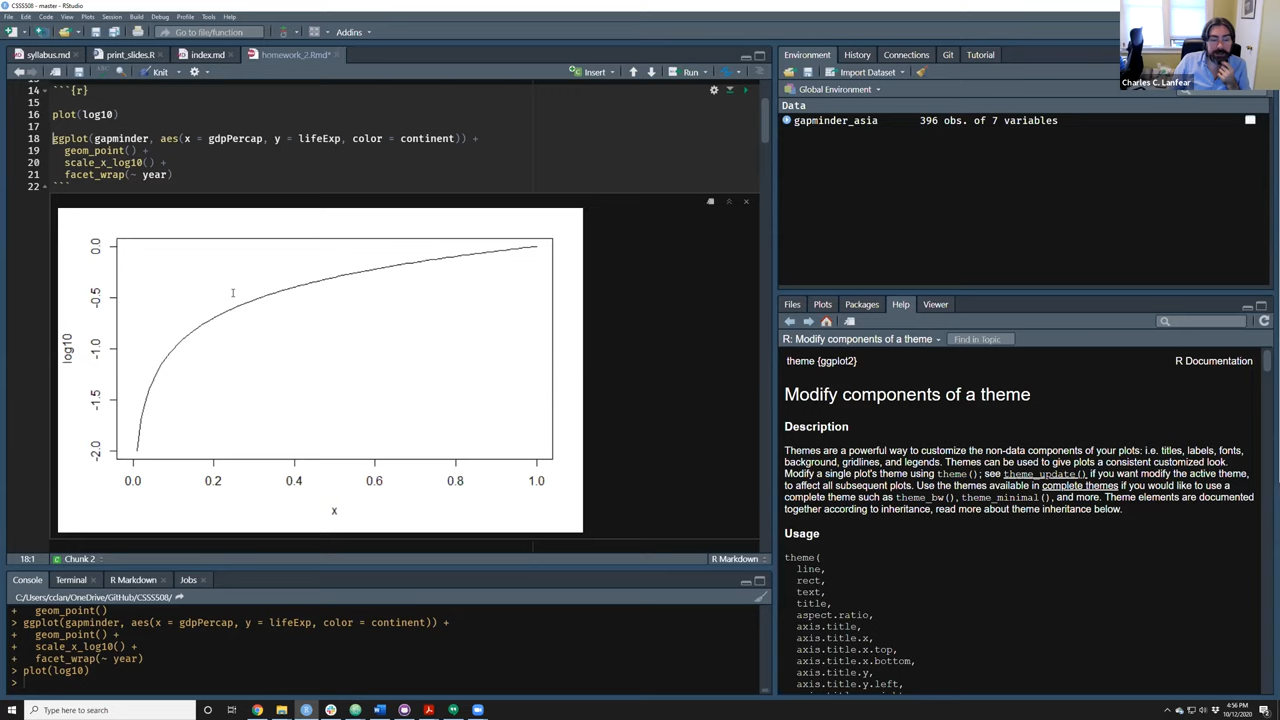 CSSS508 - master - RStudio
File Edit Code View Plots Session Build Debug Profile Tools Help
Go to file/function Addins
syllabus.md print_slides.R index.md homework_2.Rmd*
Knit Insert Run
14 ```{r}
15
16 plot(log10)
17
18 ggplot(gapminder, aes(x = gdpPercap, y = lifeExp, color = continent)) +
19 geom_point() +
20 scale_x_log10() +
21 facet_wrap(~ year)
22 ```
0.0
-0.5
-1.0
-1.5
-2.0
log10
0.0 0.2 0.4 0.6 0.8 1.0
x
18:1 Chunk 2 R Markdown
Console Terminal R Markdown Jobs
C:/Users/cclan/OneDrive/GitHub/CSSS508/
+ geom_point()
> ggplot(gapminder, aes(x = gdpPercap, y = lifeExp, color = continent)) +
+ geom_point() +
+ scale_x_log10() +
+ facet_wrap(~ year)
> plot(log10)
>
Environment History Connections Git Tutorial
Import Dataset
Global Environment
Data
gapminder_asia 396 obs. of 7 variables
Charles C. Lanfear
Files Plots Packages Help Viewer
R: Modify components of a theme Find in Topic
theme {ggplot2} R Documentation
Modify components of a theme
Description
Themes are a powerful way to customize the non-data components of your plots: i.e. titles, labels, fonts,
background, gridlines, and legends. Themes can be used to give plots a consistent customized look.
Modify a single plot's theme using theme(); see theme_update() if you want modify the active theme,
to affect all subsequent plots. Use the themes available in complete themes if you would like to use a
complete theme such as theme_bw(), theme_minimal(), and more. Theme elements are documented
together according to inheritance, read more about theme inheritance below.
Usage
theme(
line,
rect,
text,
title,
aspect.ratio,
axis.title,
axis.title.x,
axis.title.x.top,
axis.title.x.bottom,
axis.title.y,
axis.title.y.left,
Type here to search
4:56 PM
10/12/2020